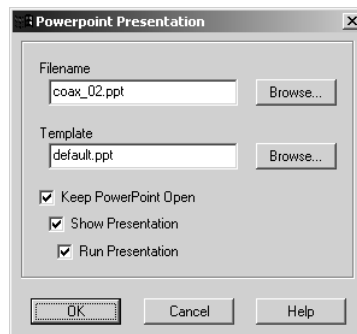 Powerpoint Presentation
Filename
coax_02.ppt
Browse...
Template
default.ppt
Browse...
Keep PowerPoint Open
Show Presentation
Run Presentation
OK
Cancel
Help